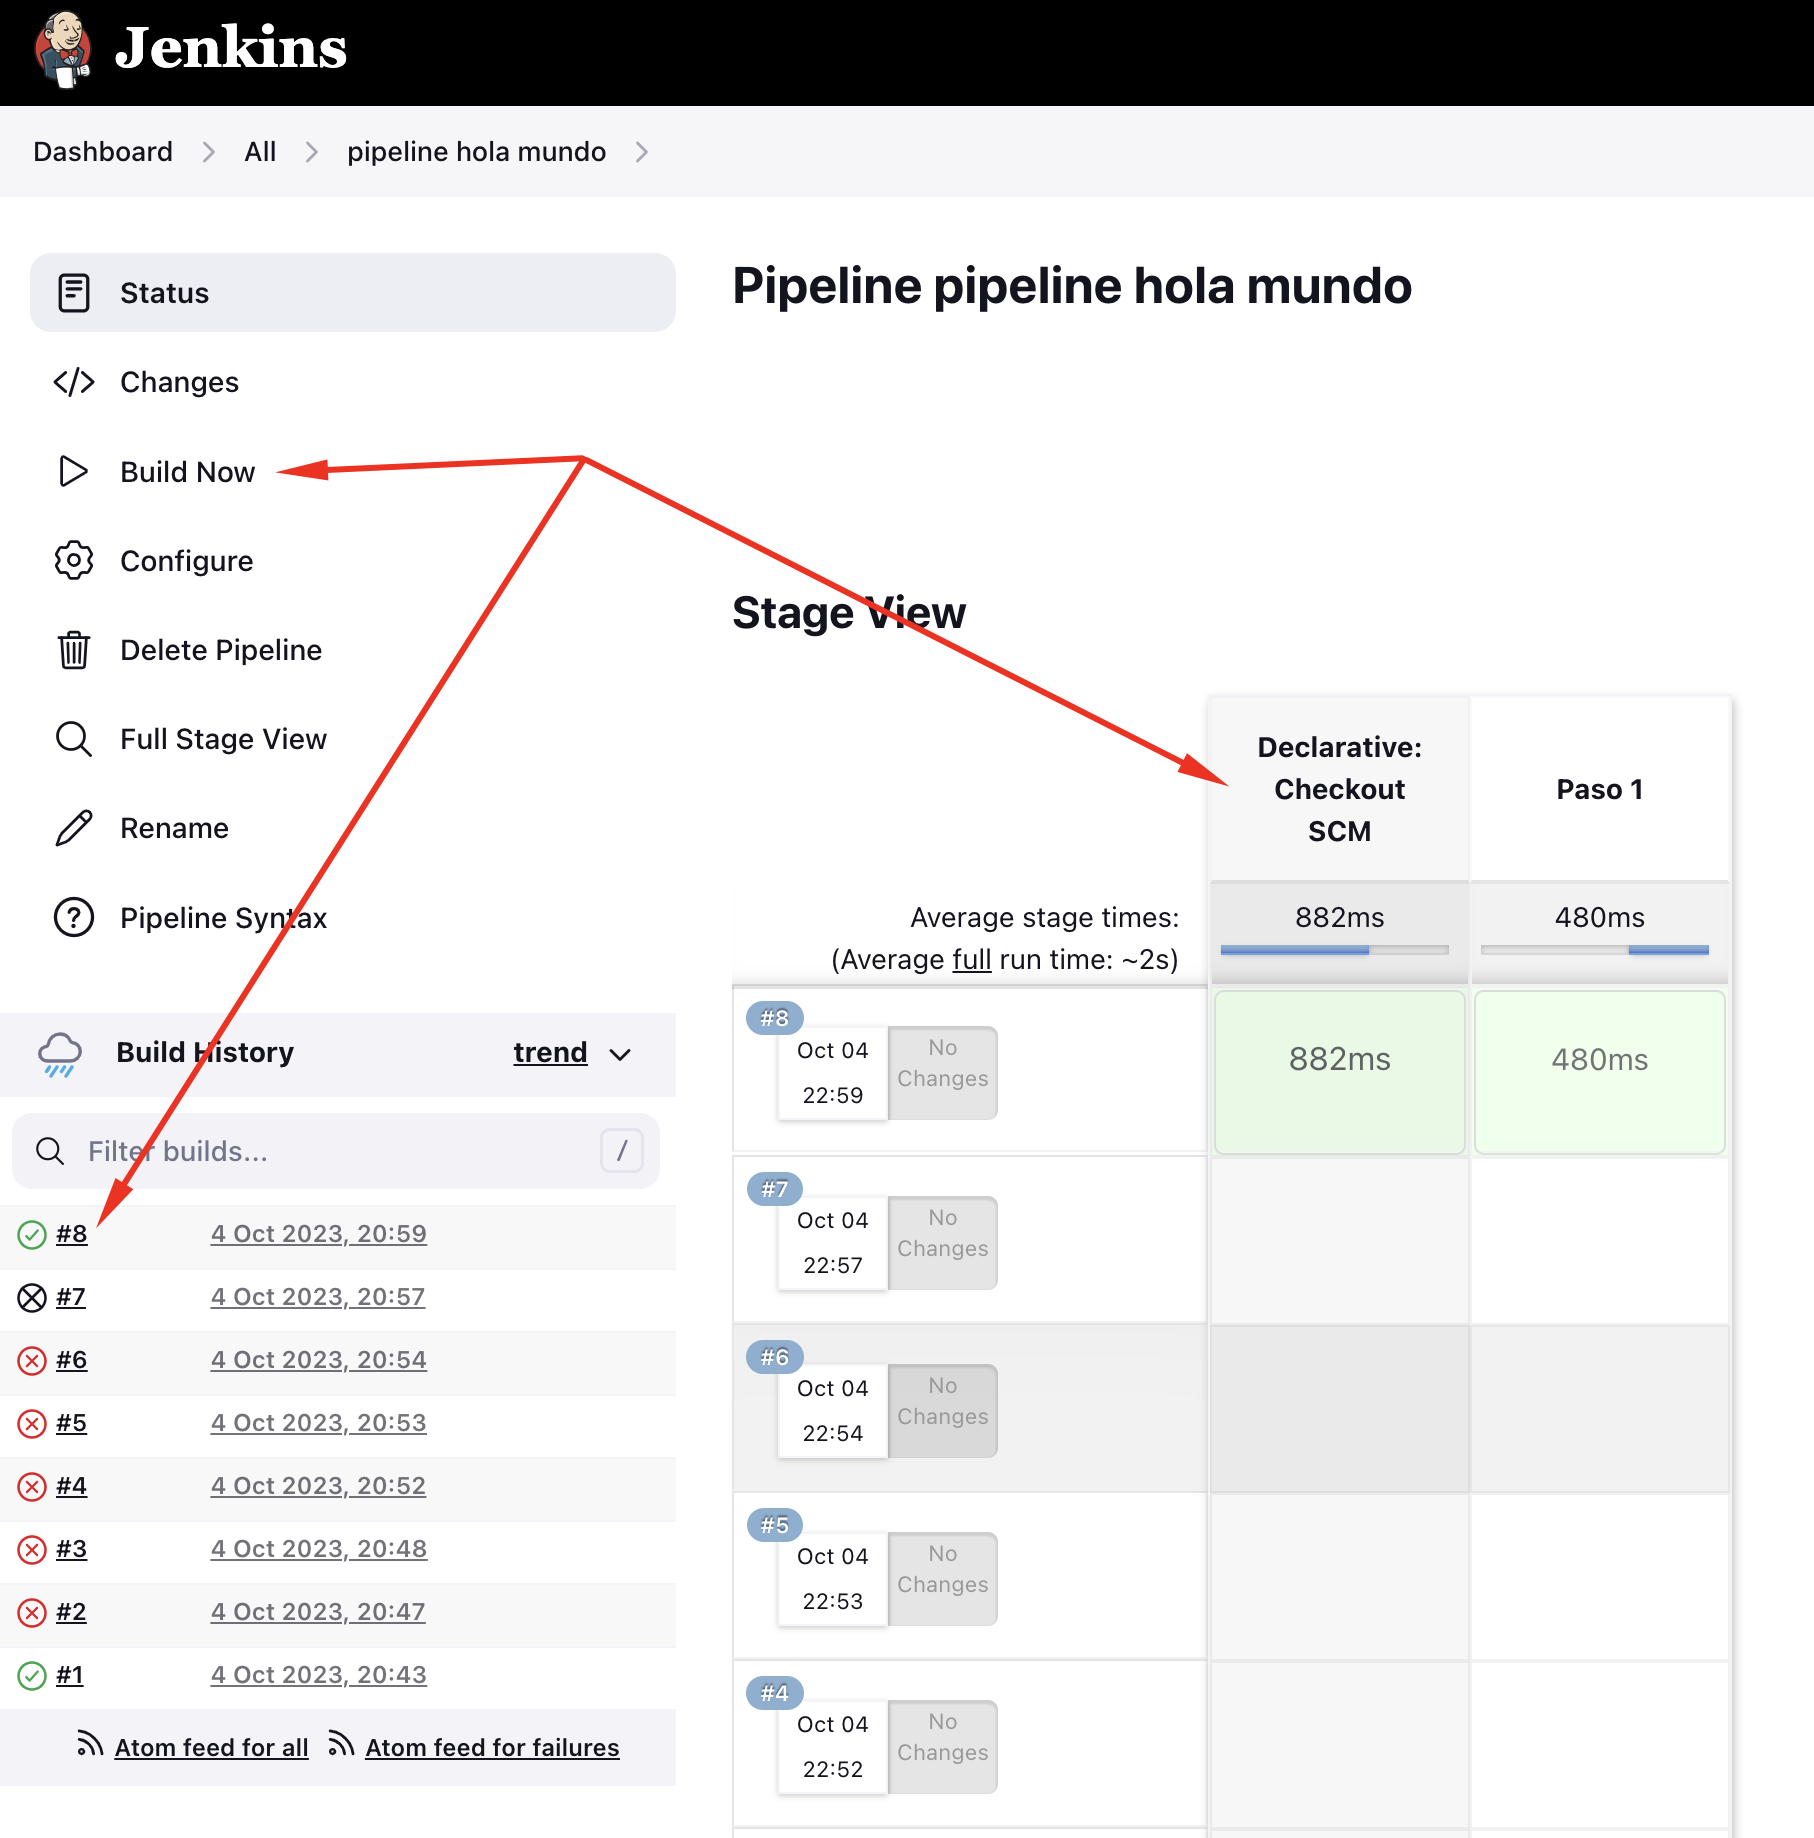 Jenkins
Dashboard > All > pipeline hola mundo >
Status
Changes
Build Now
Configure
Delete Pipeline
Full Stage View
Rename
Pipeline Syntax
Build History
trend
Filter builds...
/
#8 4 Oct 2023, 20:59
#7 4 Oct 2023, 20:57
#6 4 Oct 2023, 20:54
#5 4 Oct 2023, 20:53
#4 4 Oct 2023, 20:52
#3 4 Oct 2023, 20:48
#2 4 Oct 2023, 20:47
#1 4 Oct 2023, 20:43
Atom feed for all Atom feed for failures
Pipeline pipeline hola mundo
Stage View
Declarative:
Checkout
SCM
Paso 1
Average stage times:
(Average full run time: ~2s)
882ms
480ms
#8
Oct 04
22:59
No
Changes
882ms
480ms
#7
Oct 04
22:57
No
Changes
#6
Oct 04
22:54
No
Changes
#5
Oct 04
22:53
No
Changes
#4
Oct 04
22:52
No
Changes